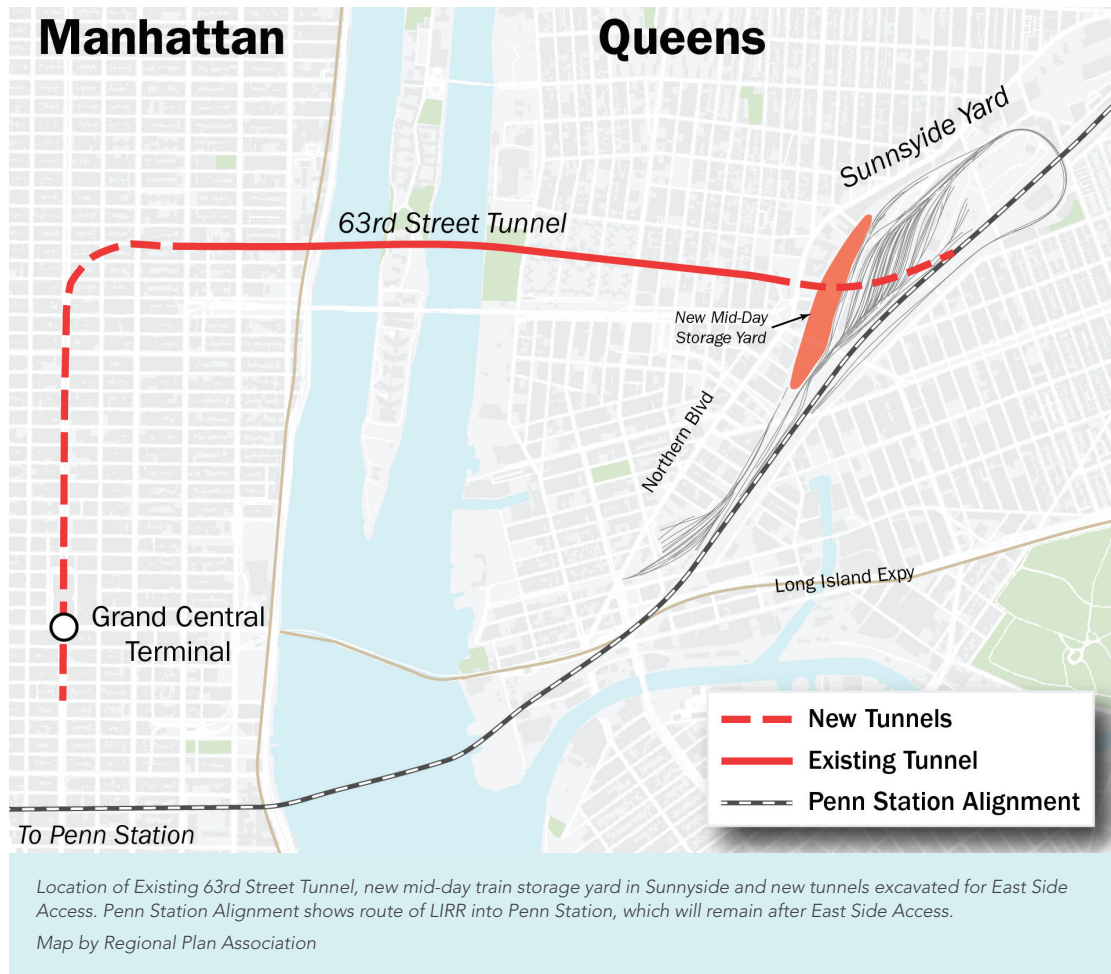 Manhattan
Queens
Sunnsyide Yard
63rd Street Tunnel
New Mid-Day
Storage Yard
Northern Blvd
Long Island Expy
Grand Central
Terminal
New Tunnels
Existing Tunnel
Penn Station Alignment
To Penn Station
Location of Existing 63rd Street Tunnel, new mid-day train storage yard in Sunnyside and new tunnels excavated for East Side
Access. Penn Station Alignment shows route of LIRR into Penn Station, which will remain after East Side Access.
Map by Regional Plan Association